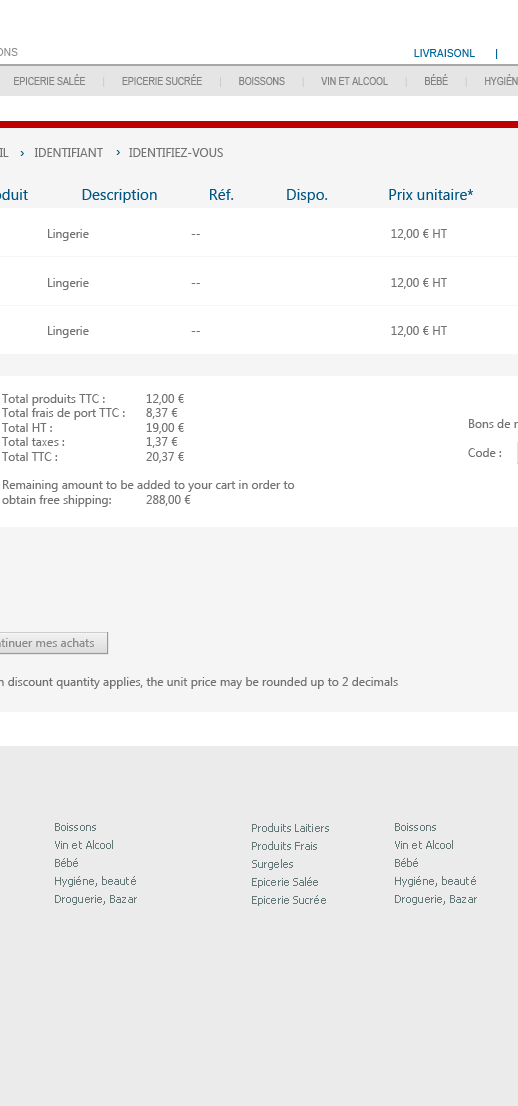 ONS
LIVRAISONL |
EPICERIE SALÉE | EPICERIE SUCRÉE | BOISSONS | VIN ET ALCOOL | BÉBÉ | HYGIÉN
IL › IDENTIFIANT › IDENTIFIEZ-VOUS
oduit Description Réf. Dispo. Prix unitaire*
Lingerie -- 12,00 € HT
Lingerie -- 12,00 € HT
Lingerie -- 12,00 € HT
Total produits TTC : 12,00 €
Total frais de port TTC : 8,37 €
Total HT : 19,00 €
Total taxes : 1,37 €
Total TTC : 20,37 €
Bons de r
Code :
Remaining amount to be added to your cart in order to
obtain free shipping: 288,00 €
ntinuer mes achats
n discount quantity applies, the unit price may be rounded up to 2 decimals
Boissons
Vin et Alcool
Bébé
Hygiéne, beauté
Droguerie, Bazar
Produits Laitiers
Produits Frais
Surgeles
Epicerie Salée
Epicerie Sucrée
Boissons
Vin et Alcool
Bébé
Hygiéne, beauté
Droguerie, Bazar